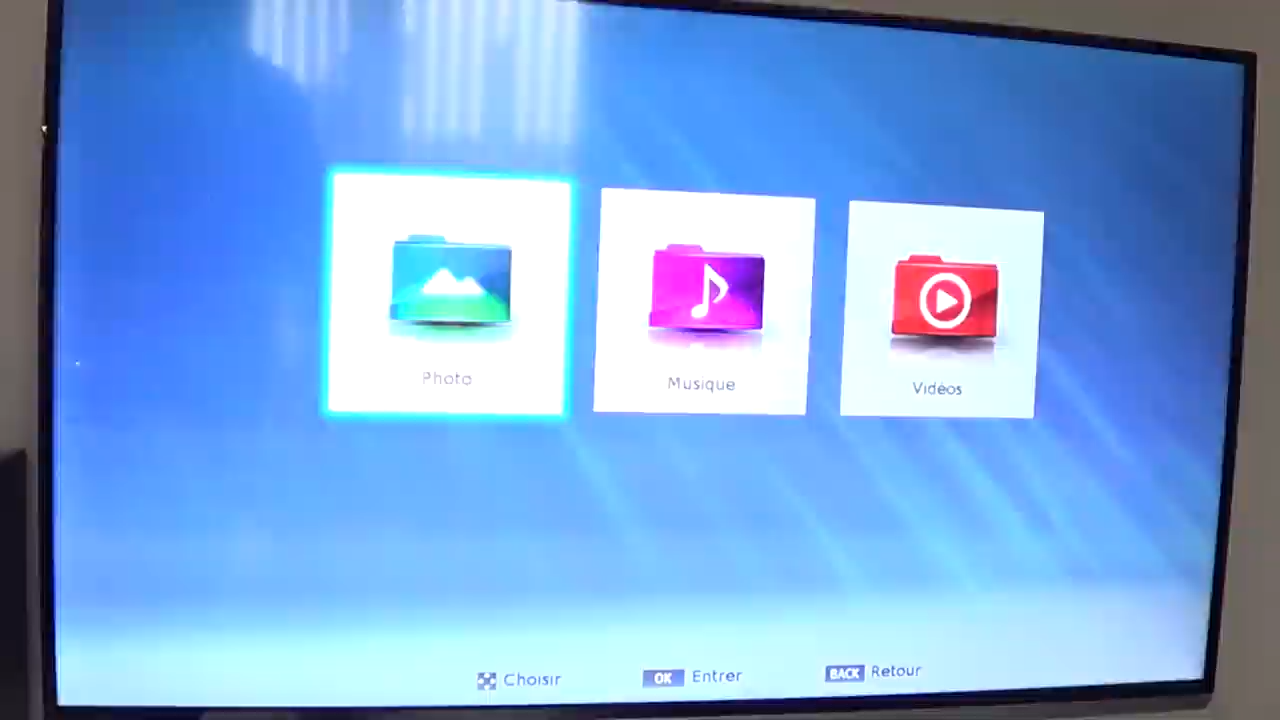 Photo
Musique
Vidéos
Choisir
OK Entrer
BACK Retour